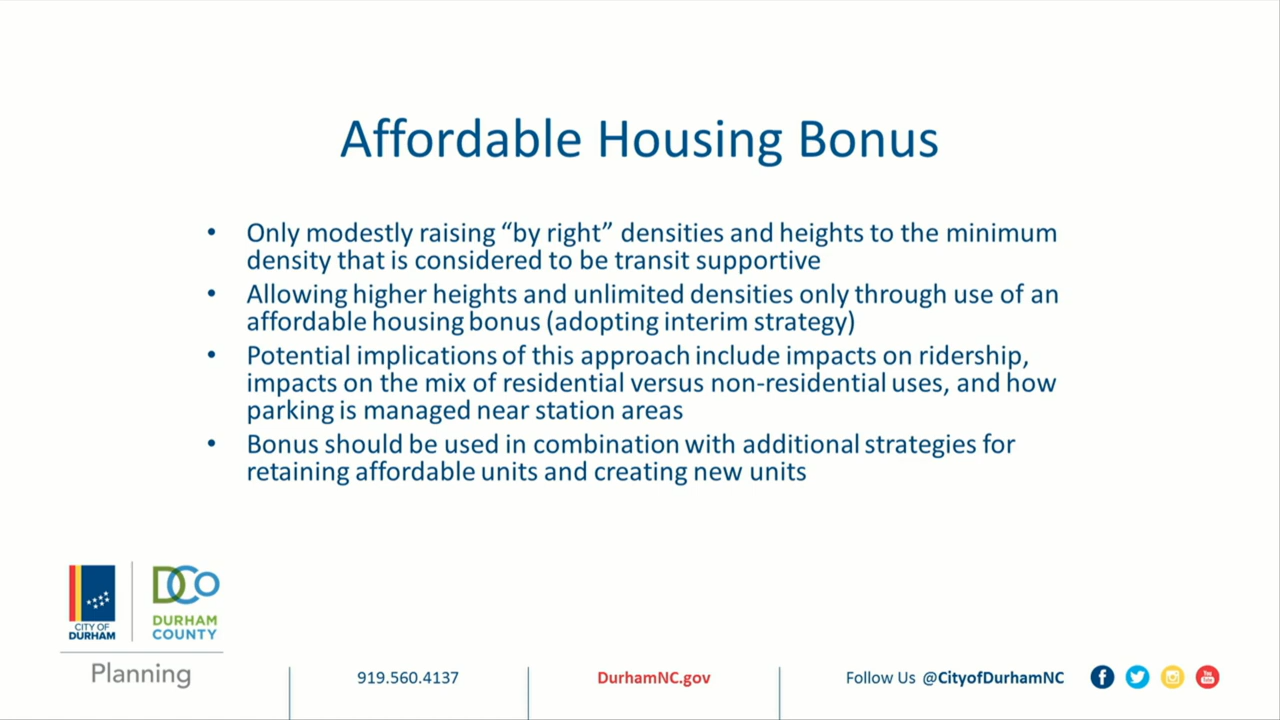 Affordable Housing Bonus
• Only modestly raising “by right” densities and heights to the minimum
density that is considered to be transit supportive
• Allowing higher heights and unlimited densities only through use of an
affordable housing bonus (adopting interim strategy)
• Potential implications of this approach include impacts on ridership,
impacts on the mix of residential versus non-residential uses, and how
parking is managed near station areas
• Bonus should be used in combination with additional strategies for
retaining affordable units and creating new units
CITY OF
DURHAM
DCO
DURHAM
COUNTY
Planning
919.560.4137
DurhamNC.gov
Follow Us @CityofDurhamNC
You Tube